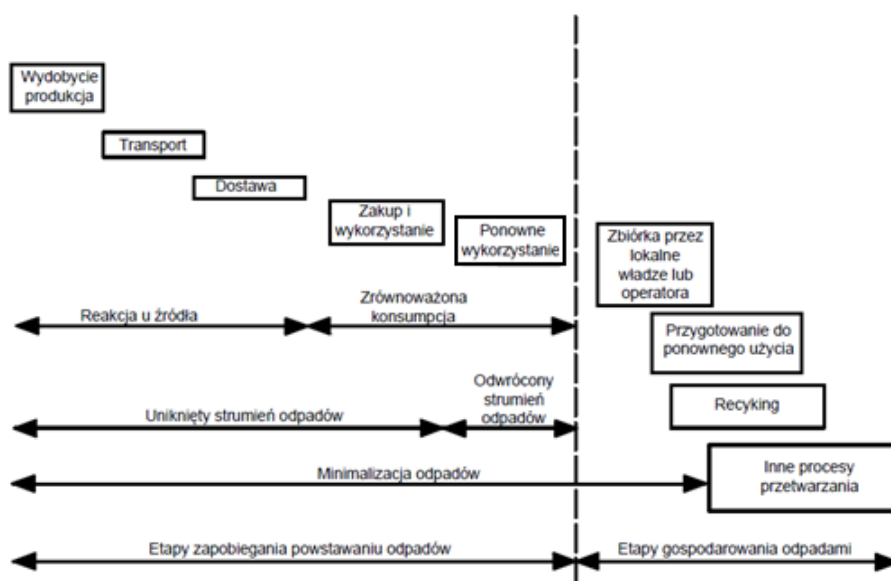 Wydobycie
produkcja
Transport
Dostawa
Zakup i
wykorzystanie
Ponowne
wykorzystanie
Zbiórka przez
lokalne
władze lub
operatora
Reakcja u źródła
Zrównoważona
konsumpcja
Przygotowanie do
ponownego użycia
Uniknięty strumień odpadów
Odwrócony
strumień
odpadów
Recyking
Minimalizacja odpadów
Inne procesy
przetwarzania
Etapy zapobiegania powstawaniu odpadów
Etapy gospodarowania odpadami